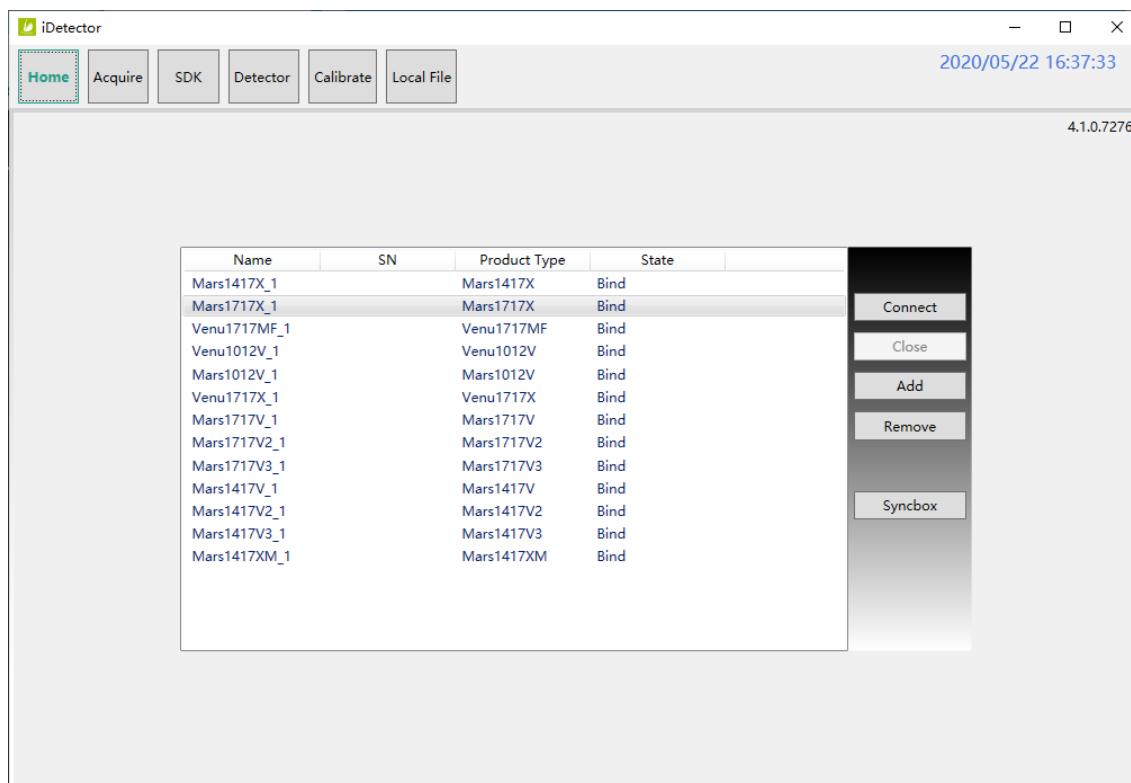 iDetector
Home Acquire SDK Detector Calibrate Local File
2020/05/22 16:37:33
4.1.0.7276
Name SN Product Type State
Mars1417X_1 Mars1417X Bind
Mars1717X_1 Mars1717X Bind
Venu1717MF_1 Venu1717MF Bind
Venu1012V_1 Venu1012V Bind
Mars1012V_1 Mars1012V Bind
Venu1717X_1 Venu1717X Bind
Mars1717V_1 Mars1717V Bind
Mars1717V2_1 Mars1717V2 Bind
Mars1717V3_1 Mars1717V3 Bind
Mars1417V_1 Mars1417V Bind
Mars1417V2_1 Mars1417V2 Bind
Mars1417V3_1 Mars1417V3 Bind
Mars1417XM_1 Mars1417XM Bind
Connect
Close
Add
Remove
Syncbox